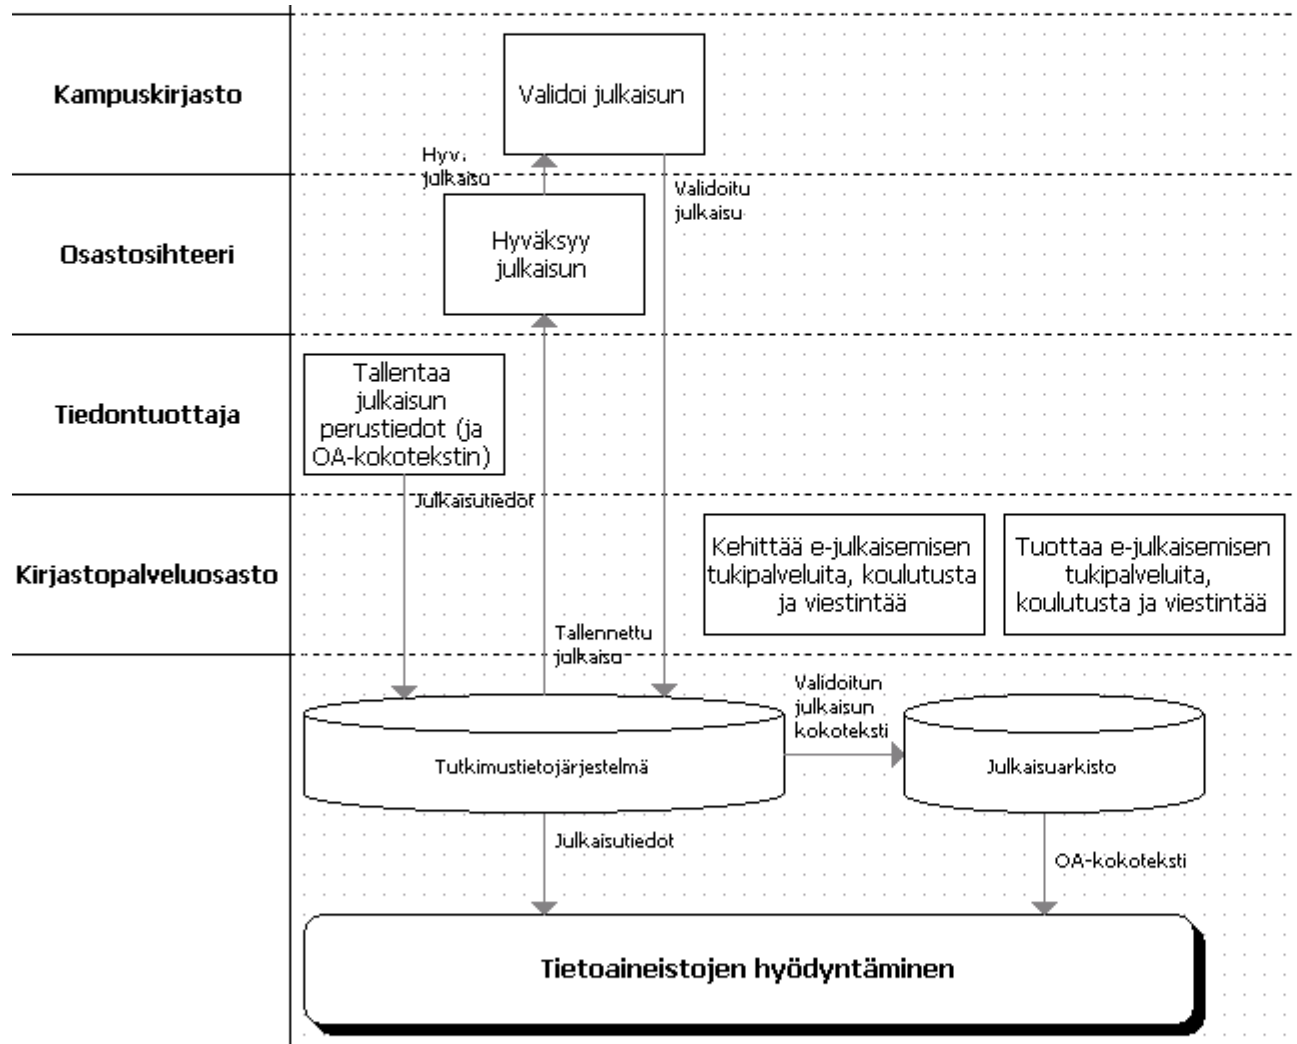 Kampuskirjasto
Validoi julkaisun
julkaisu
Validoitu
julkaisu
Osastosihteeri
Hyväksyy
julkaisun
Tiedontuottaja
Tallentaa
julkaisun
perustiedot (ja
OA-kokotekstin)
Julkaisutiedot
Kirjastopalveluosasto
Kehittää e-julkaisemisen
tukipalveluita, koulutusta
ja viestintää
Tuottaa e-julkaisemisen
tukipalveluita,
koulutusta ja viestintää
Tallennettu
julkaisu
Validoitun
julkaisun
kokoteksti
Tutkimustietojärjestelmä
Julkaisuarkisto
Julkaisutiedot
OA-kokoteksti
Tietoaineistojen hyödyntäminen